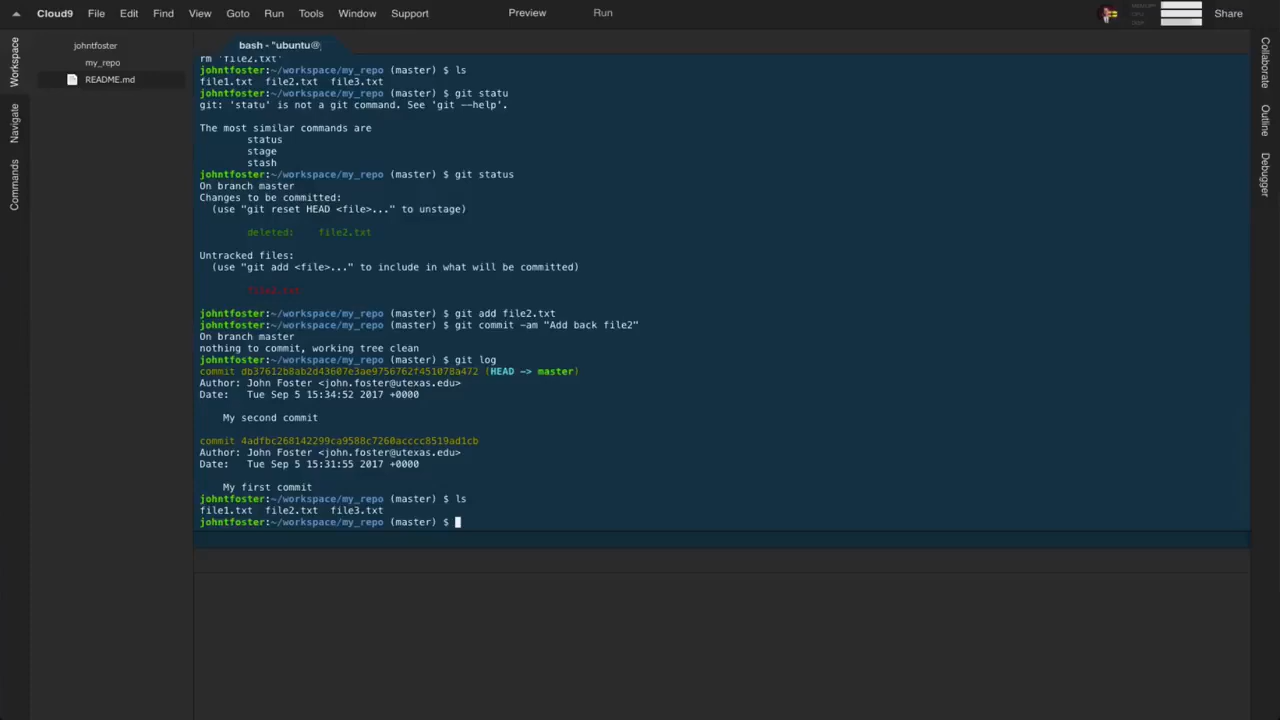 Cloud9 File Edit Find View Goto Run Tools Window Support Preview Run Share
Workspace
Navigate
Commands
johntfoster
my_repo
README.md
bash - "ubuntu@j
rm 'file2.txt'
johntfoster:~/workspace/my_repo (master) $ ls
file1.txt  file2.txt  file3.txt
johntfoster:~/workspace/my_repo (master) $ git statu
git: 'statu' is not a git command. See 'git --help'.
The most similar commands are
status
stage
stash
johntfoster:~/workspace/my_repo (master) $ git status
On branch master
Changes to be committed:
(use "git reset HEAD <file>..." to unstage)
deleted:    file2.txt
Untracked files:
(use "git add <file>..." to include in what will be committed)
file2.txt
johntfoster:~/workspace/my_repo (master) $ git add file2.txt
johntfoster:~/workspace/my_repo (master) $ git commit -am "Add back file2"
On branch master
nothing to commit, working tree clean
johntfoster:~/workspace/my_repo (master) $ git log
commit db37612b8ab2d43607e3ae9756762f451078a472 (HEAD -> master)
Author: John Foster <john.foster@utexas.edu>
Date:   Tue Sep 5 15:34:52 2017 +0000
My second commit
commit 4adfbc268142299ca9588c7260acccc8519ad1cb
Author: John Foster <john.foster@utexas.edu>
Date:   Tue Sep 5 15:31:55 2017 +0000
My first commit
johntfoster:~/workspace/my_repo (master) $ ls
file1.txt  file2.txt  file3.txt
johntfoster:~/workspace/my_repo (master) $
Collaborate
Outline
Debugger